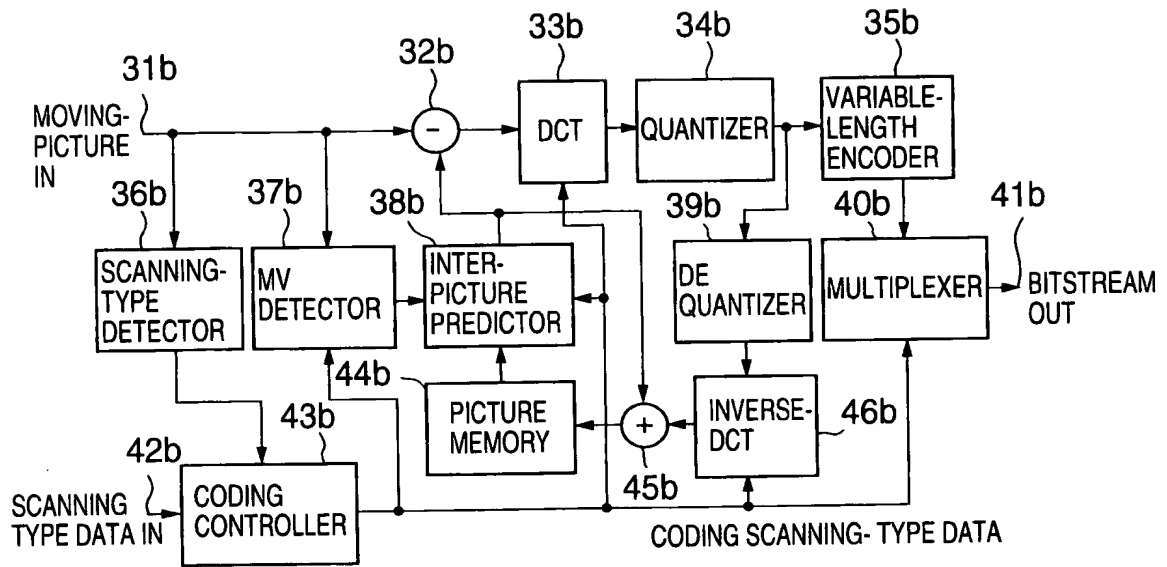 31b
MOVING-
PICTURE
IN
32b
−
33b
DCT
34b
QUANTIZER
35b
VARIABLE-
LENGTH
ENCODER
36b
SCANNING-
TYPE
DETECTOR
37b
MV
DETECTOR
38b
INTER-
PICTURE
PREDICTOR
39b
DE
QUANTIZER
40b
MULTIPLEXER
41b
BITSTREAM
OUT
44b
PICTURE
MEMORY
+
45b
INVERSE-
DCT
46b
42b
SCANNING
TYPE DATA IN
43b
CODING
CONTROLLER
CODING SCANNING- TYPE DATA